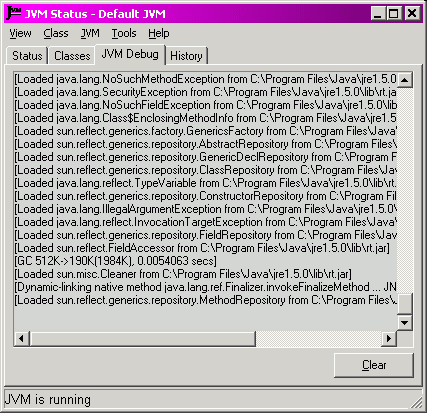 JVM Status - Default JVM
View Class JVM Tools Help
Status Classes JVM Debug History
[Loaded java.lang.NoSuchMethodException from C:\Program Files\Java\jre1.5.0
[Loaded java.lang.SecurityException from C:\Program Files\Java\jre1.5.0\lib\rt.jar]
[Loaded java.lang.NoSuchFieldException from C:\Program Files\Java\jre1.5.0\lib
[Loaded java.lang.Class$EnclosingMethodInfo from C:\Program Files\Java\jre1.5
[Loaded sun.reflect.generics.factory.GenericsFactory from C:\Program Files\Java\
[Loaded sun.reflect.generics.repository.AbstractRepository from C:\Program Files\
[Loaded sun.reflect.generics.repository.GenericDeclRepository from C:\Program F
[Loaded sun.reflect.generics.repository.ClassRepository from C:\Program Files\Ja
[Loaded java.lang.reflect.TypeVariable from C:\Program Files\Java\jre1.5.0\lib\rt.
[Loaded sun.reflect.generics.repository.ConstructorRepository from C:\Program File
[Loaded java.lang.IllegalArgumentException from C:\Program Files\Java\jre1.5.0\
[Loaded java.lang.reflect.InvocationTargetException from C:\Program Files\Java\jr
[Loaded sun.reflect.generics.repository.FieldRepository from C:\Program Files\Ja
[Loaded sun.reflect.FieldAccessor from C:\Program Files\Java\jre1.5.0\lib\rt.jar]
[GC 512K->190K(1984K), 0.0054063 secs]
[Loaded sun.misc.Cleaner from C:\Program Files\Java\jre1.5.0\lib\rt.jar]
[Dynamic-linking native method java.lang.ref.Finalizer.invokeFinalizeMethod ... JN
[Loaded sun.reflect.generics.repository.MethodRepository from C:\Program Files\J
Clear
JVM is running